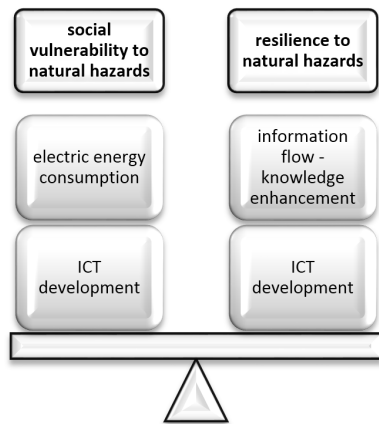 social
vulnerability to
natural hazards
resilience to
natural hazards
electric energy
consumption
information
flow -
knowledge
enhancement
ICT
development
ICT
development